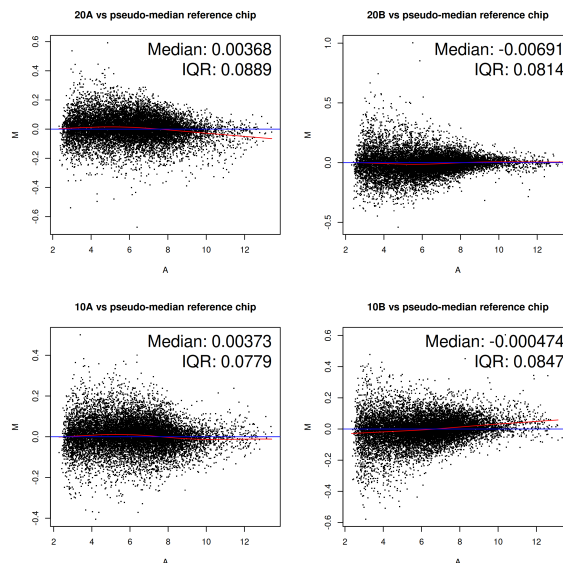 20A vs pseudo-median reference chip
Median: 0.00368
IQR: 0.0889
0.6
0.4
0.2
0.0
-0.2
-0.4
-0.6
M
2 4 6 8 10 12
A
20B vs pseudo-median reference chip
Median: -0.00691
IQR: 0.0814
1.0
0.5
0.0
-0.5
M
2 4 6 8 10 12
A
10A vs pseudo-median reference chip
Median: 0.00373
IQR: 0.0779
0.4
0.2
0.0
-0.2
-0.4
M
2 4 6 8 10 12
A
10B vs pseudo-median reference chip
Median: -0.000474
IQR: 0.0847
0.6
0.4
0.2
0.0
-0.2
-0.4
-0.6
M
2 4 6 8 10 12
A